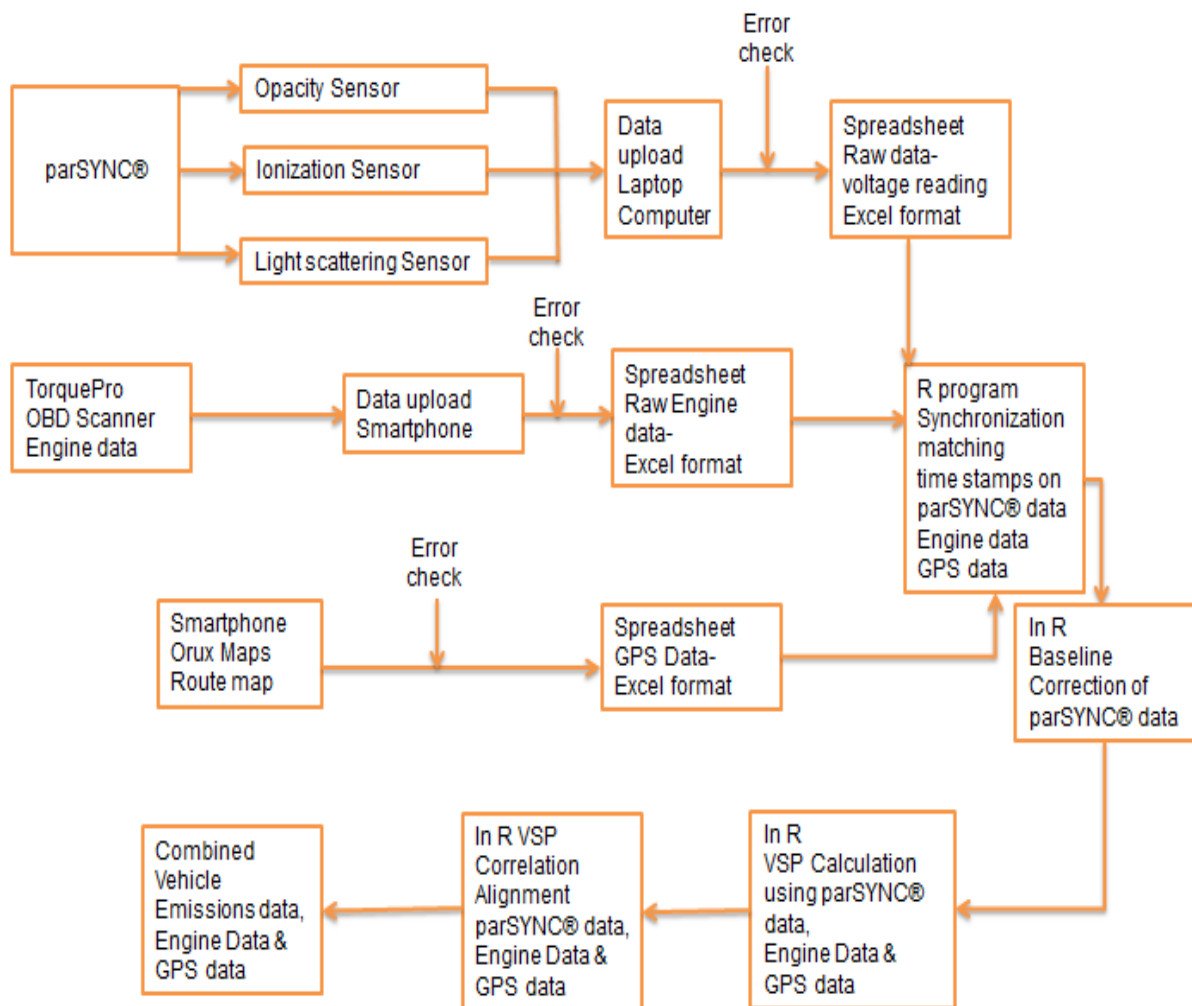 Error
check
parSYNC®
Opacity Sensor
Ionization Sensor
Light scattering Sensor
Data
upload
Laptop
Computer
Spreadsheet
Raw data-
voltage reading
Excel format
Error
check
TorquePro
OBD Scanner
Engine data
Data upload
Smartphone
Spreadsheet
Raw Engine
data-
Excel format
R program
Synchronization
matching
time stamps on
parSYNC® data
Engine data
GPS data
Error
check
Smartphone
Orux Maps
Route map
Spreadsheet
GPS Data-
Excel format
In R
Baseline
Correction of
parSYNC® data
In R
VSP Calculation
using parSYNC®
data,
Engine Data &
GPS data
In R VSP
Correlation
Alignment
parSYNC® data,
Engine Data &
GPS data
Combined
Vehicle
Emissions data,
Engine Data &
GPS data